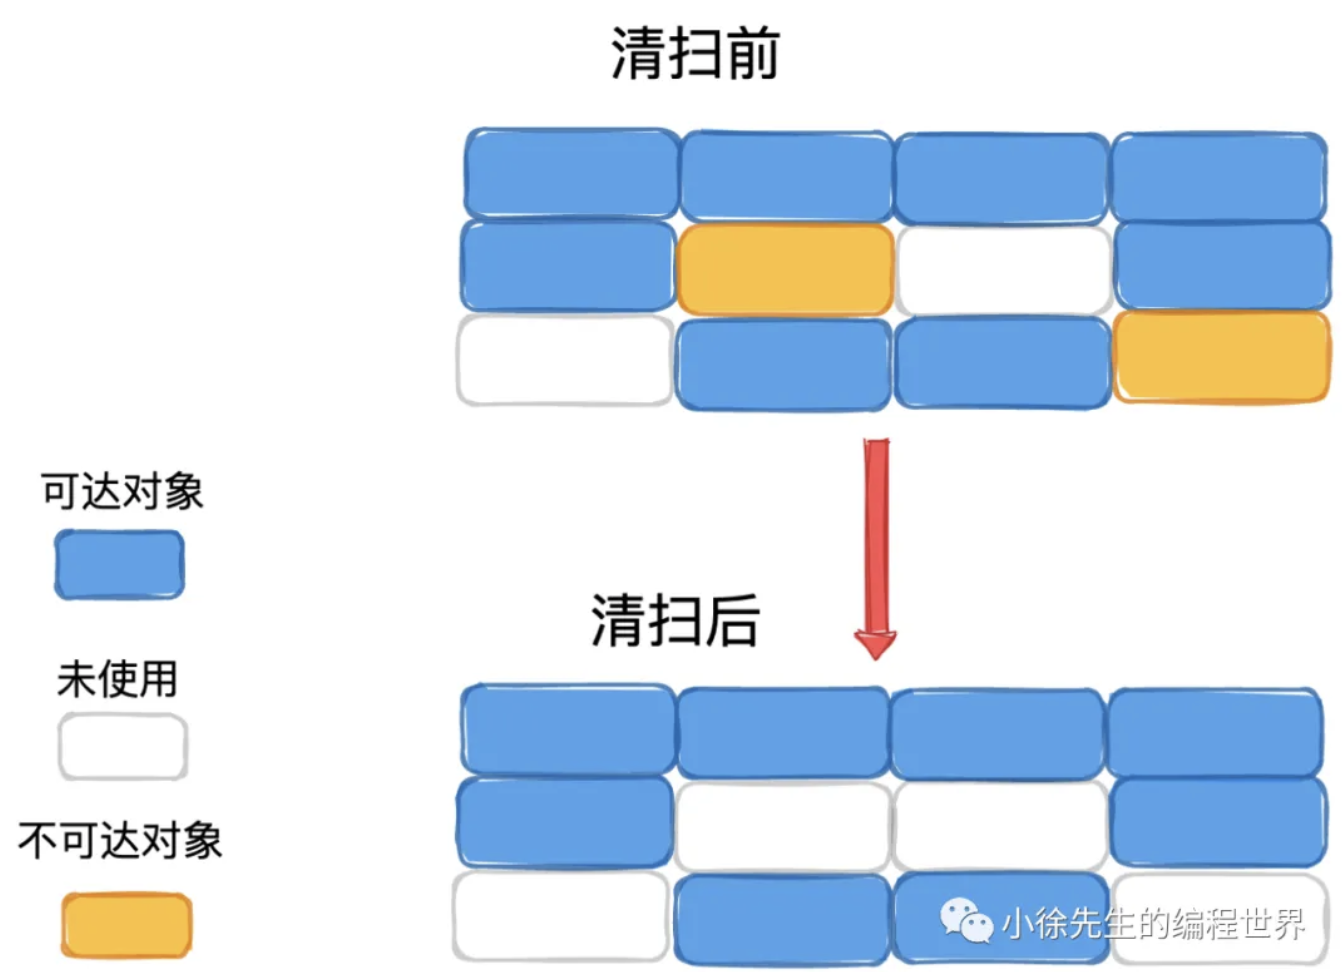 清扫前
可达对象
清扫后
未使用
不可达对象
小徐先生的编程世界